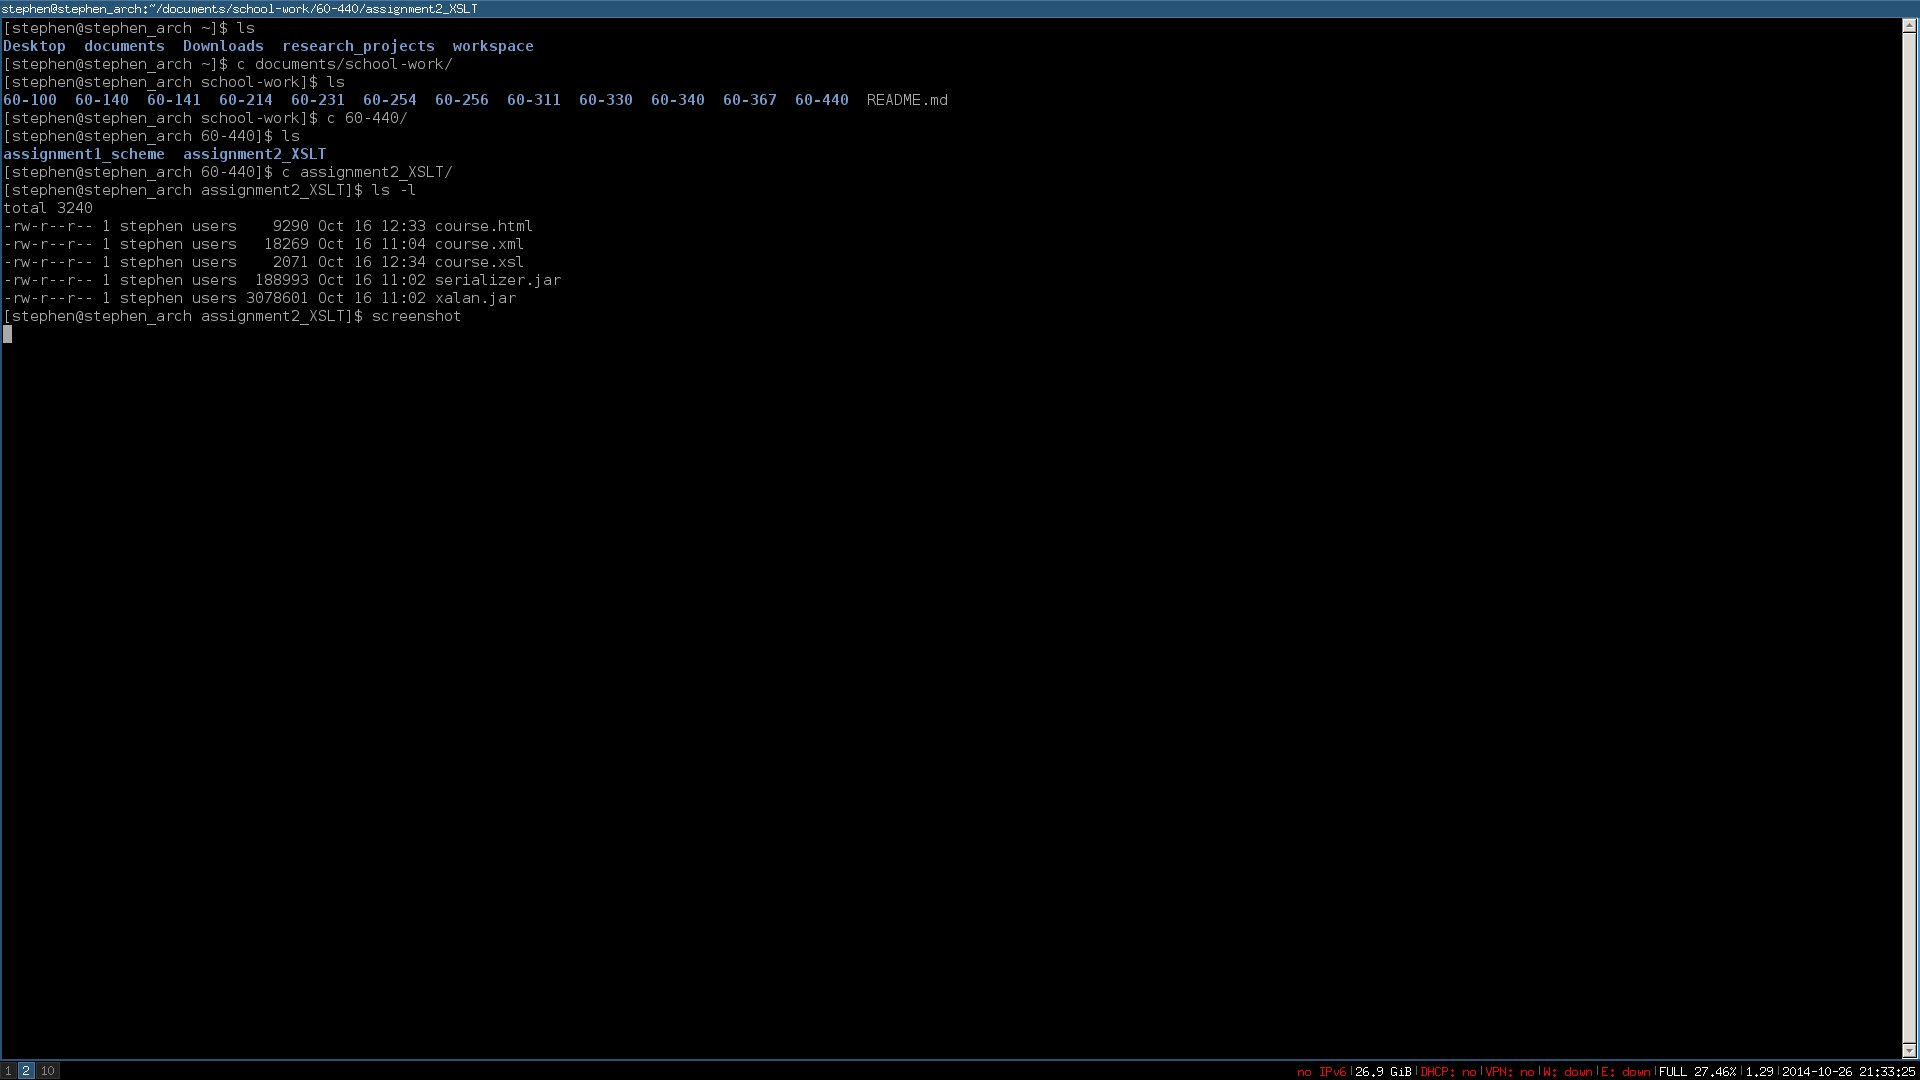 stephen@stephen_arch:~/documents/school-work/60-440/assignment2_XSLT
[stephen@stephen_arch ~]$ ls
Desktop  documents  Downloads  research_projects  workspace
[stephen@stephen_arch ~]$ c documents/school-work/
[stephen@stephen_arch school-work]$ ls
60-100  60-140  60-141  60-214  60-231  60-254  60-256  60-311  60-330  60-340  60-367  60-440  README.md
[stephen@stephen_arch school-work]$ c 60-440/
[stephen@stephen_arch 60-440]$ ls
assignment1_scheme  assignment2_XSLT
[stephen@stephen_arch 60-440]$ c assignment2_XSLT/
[stephen@stephen_arch assignment2_XSLT]$ ls -l
total 3240
-rw-r--r-- 1 stephen users    9290 Oct 16 12:33 course.html
-rw-r--r-- 1 stephen users   18269 Oct 16 11:04 course.xml
-rw-r--r-- 1 stephen users    2071 Oct 16 12:34 course.xsl
-rw-r--r-- 1 stephen users  188993 Oct 16 11:02 serializer.jar
-rw-r--r-- 1 stephen users 3078601 Oct 16 11:02 xalan.jar
[stephen@stephen_arch assignment2_XSLT]$ screenshot
1 2 10 no IPv6|26.9 GiB|DHCP: no|VPN: no|W: down|E: down|FULL 27.46%|1.29|2014-10-26 21:33:25